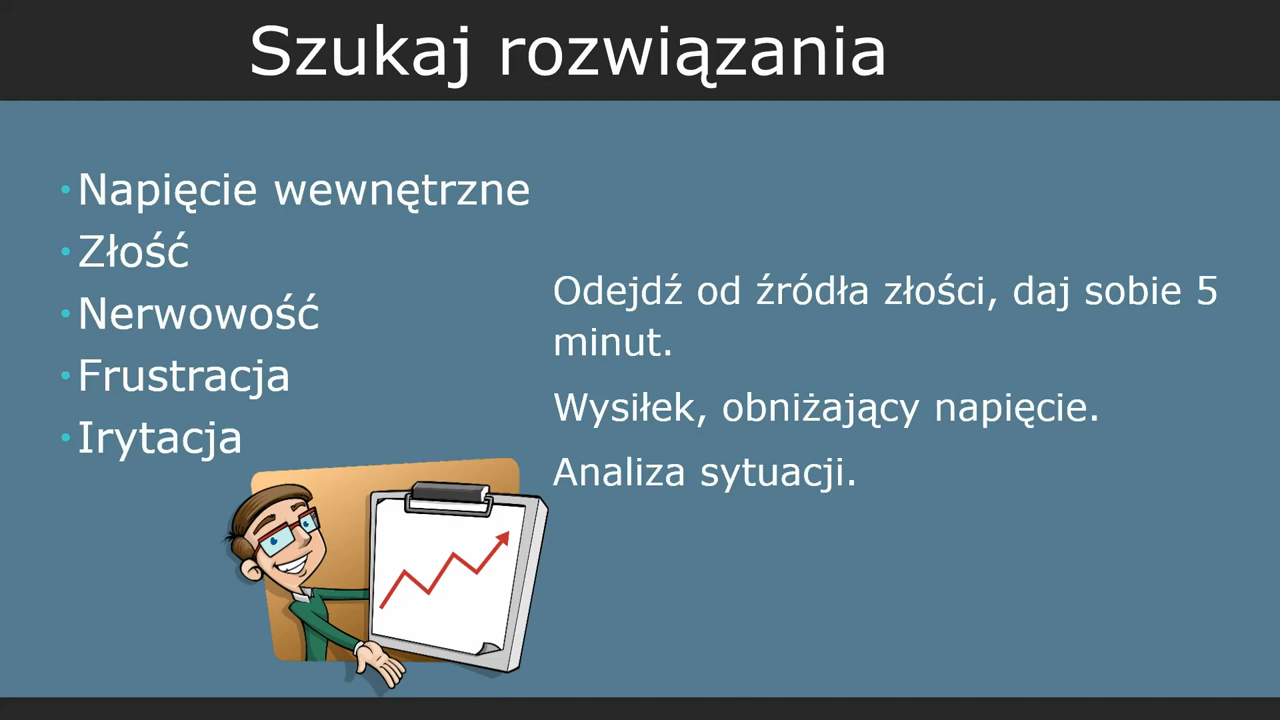 Szukaj rozwiązania
• Napięcie wewnętrzne
• Złość
• Nerwowość
• Frustracja
• Irytacja
Odejdź od źródła złości, daj sobie 5
minut.
Wysiłek, obniżający napięcie.
Analiza sytuacji.